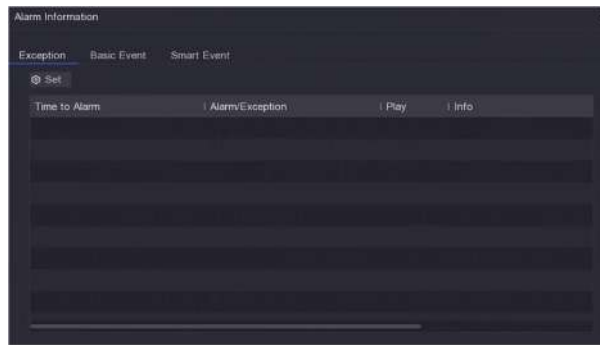 Alarm Information
Exception Basic Event Smart Event
Set
Time to Alarm Alarm/Exception Play Info